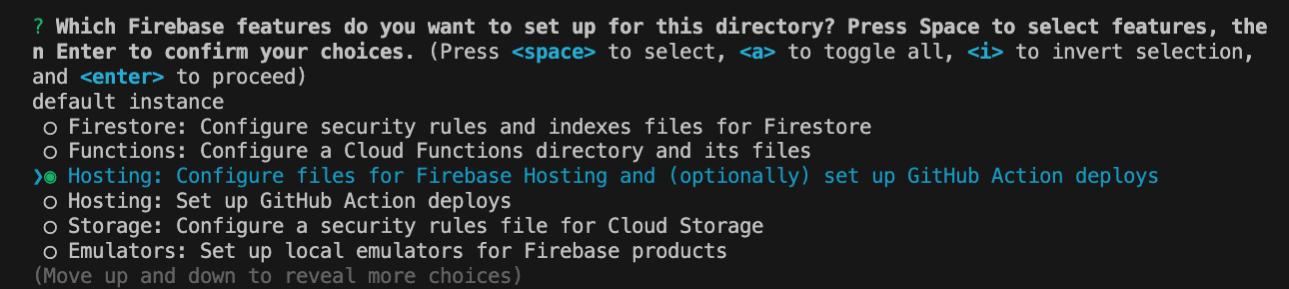 ? Which Firebase features do you want to set up for this directory? Press Space to select features, the
n Enter to confirm your choices. (Press <space> to select, <a> to toggle all, <i> to invert selection,
and <enter> to proceed)
default instance
○ Firestore: Configure security rules and indexes files for Firestore
○ Functions: Configure a Cloud Functions directory and its files
❯◉ Hosting: Configure files for Firebase Hosting and (optionally) set up GitHub Action deploys
○ Hosting: Set up GitHub Action deploys
○ Storage: Configure a security rules file for Cloud Storage
○ Emulators: Set up local emulators for Firebase products
(Move up and down to reveal more choices)